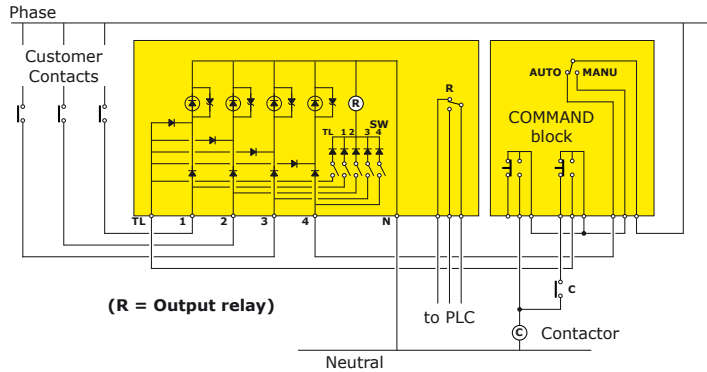 Phase
Customer
Contacts
R
R
SW
TL 1 2 3 4
AUTO MANU
COMMAND
block
TL 1 2 3 4 N
(R = Output relay)
to PLC
C
C Contactor
Neutral